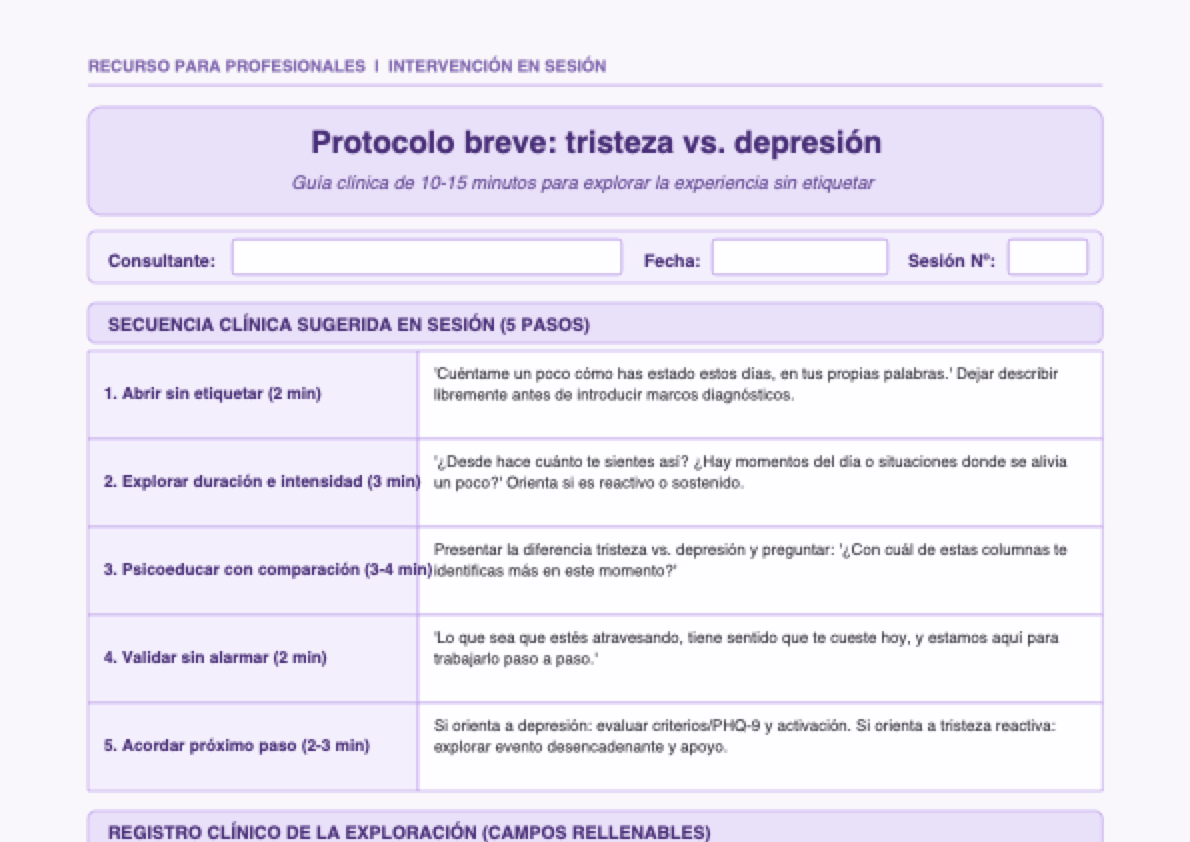 RECURSO PARA PROFESIONALES | INTERVENCIÓN EN SESIÓN
Protocolo breve: tristeza vs. depresión
Guía clínica de 10-15 minutos para explorar la experiencia sin etiquetar
Consultante:
Fecha:
Sesión Nº:
SECUENCIA CLÍNICA SUGERIDA EN SESIÓN (5 PASOS)
1. Abrir sin etiquetar (2 min)
'Cuéntame un poco cómo has estado estos días, en tus propias palabras.' Dejar describir
libremente antes de introducir marcos diagnósticos.
2. Explorar duración e intensidad (3 min)
'¿Desde hace cuánto te sientes así? ¿Hay momentos del día o situaciones donde se alivia
un poco?' Orienta si es reactivo o sostenido.
3. Psicoeducar con comparación (3-4 min)
Presentar la diferencia tristeza vs. depresión y preguntar: '¿Con cuál de estas columnas te
identificas más en este momento?'
4. Validar sin alarmar (2 min)
'Lo que sea que estés atravesando, tiene sentido que te cueste hoy, y estamos aquí para
trabajarlo paso a paso.'
5. Acordar próximo paso (2-3 min)
Si orienta a depresión: evaluar criterios/PHQ-9 y activación. Si orienta a tristeza reactiva:
explorar evento desencadenante y apoyo.
REGISTRO CLÍNICO DE LA EXPLORACIÓN (CAMPOS RELLENABLES)